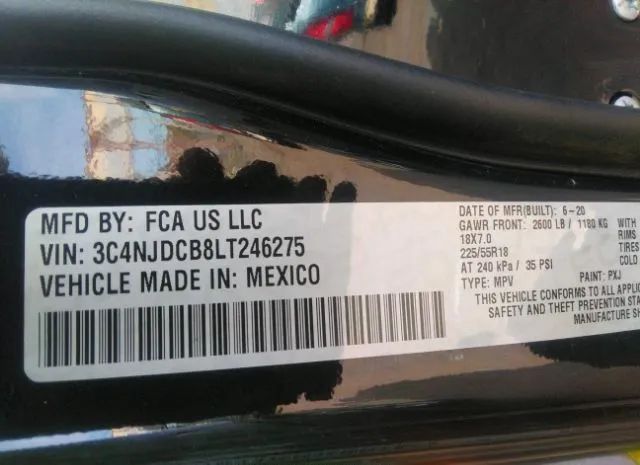 MFD BY: FCA US LLC
VIN: 3C4NJDCB8LT246275
VEHICLE MADE IN: MEXICO
DATE OF MFR(BUILT): 6-20
GAWR FRONT: 2600 LB / 1180 KG WITH
18X7.0 RIMS
225/55R18 TIRES
AT 240 kPa / 35 PSI COLD
TYPE: MPV PAINT: PXJ
THIS VEHICLE CONFORMS TO ALL
SAFETY AND THEFT PREVENTION
MANUFACTURE